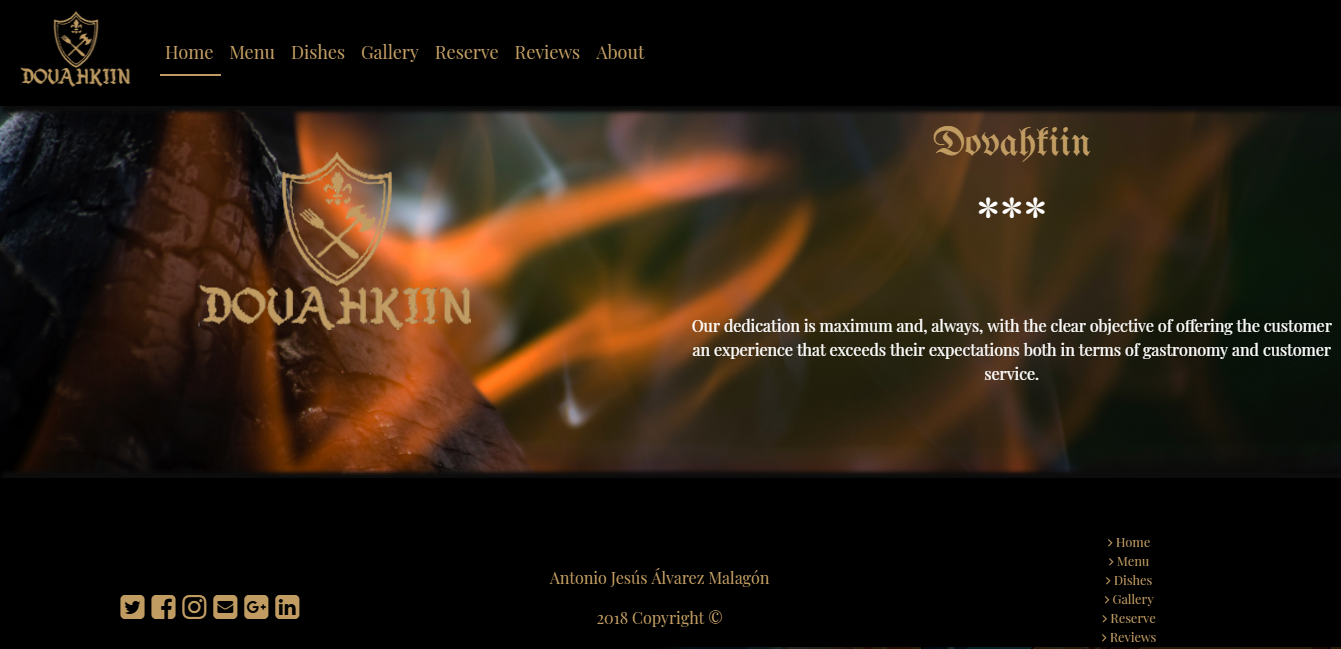 DOVAHKIIN
Home Menu Dishes Gallery Reserve Reviews About
DOVAHKIIN
Dovahkiin
***
Our dedication is maximum and, always, with the clear objective of offering the customer
an experience that exceeds their expectations both in terms of gastronomy and customer
service.
Antonio Jesús Álvarez Malagón
2018 Copyright ©
> Home
> Menu
> Dishes
> Gallery
> Reserve
> Reviews